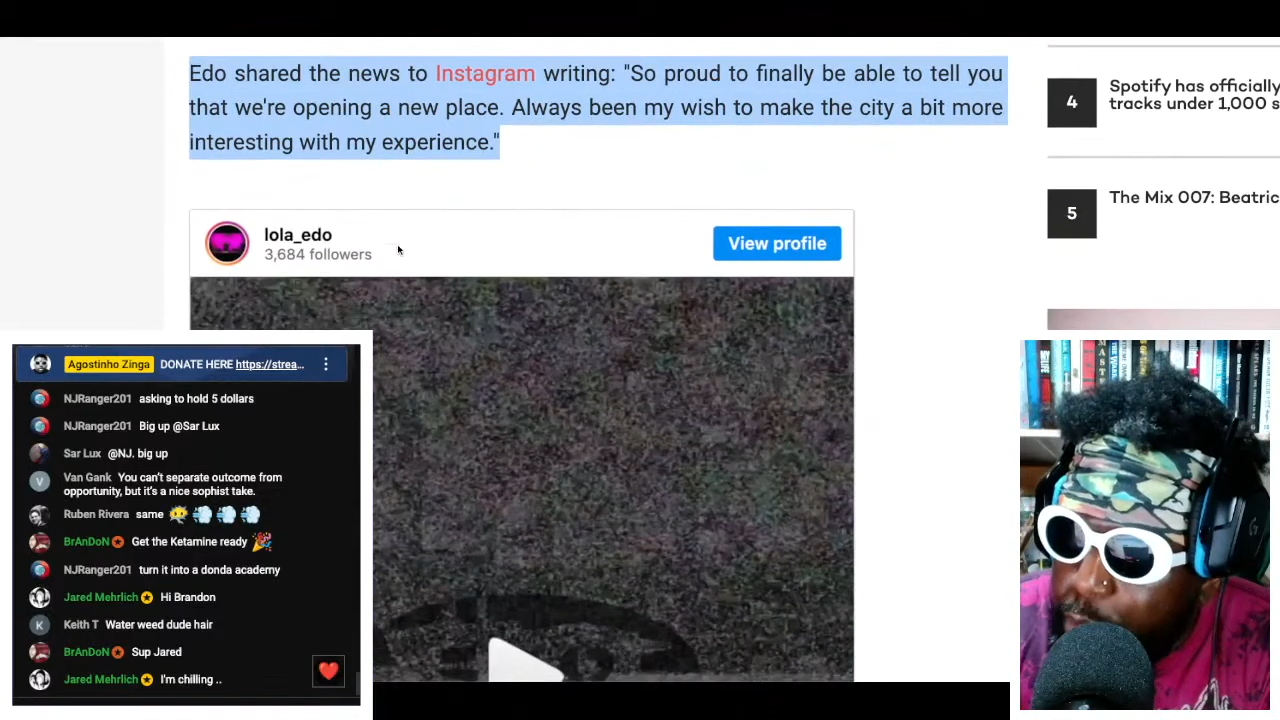 Edo shared the news to Instagram writing: "So proud to finally be able to tell you
that we're opening a new place. Always been my wish to make the city a bit more
interesting with my experience."
lola_edo
3,684 followers
View profile
4
Spotify has officially
tracks under 1,000 s
5
The Mix 007: Beatric
Agostinho Zinga DONATE HERE https://strea...
NJRanger201 asking to hold 5 dollars
NJRanger201 Big up @Sar Lux
Sar Lux @NJ. big up
Van Gank You can't separate outcome from
opportunity, but it's a nice sophist take.
Ruben Rivera same
BrAnDoN Get the Ketamine ready
NJRanger201 turn it into a donda academy
Jared Mehrlich Hi Brandon
Keith T Water weed dude hair
BrAnDoN Sup Jared
Jared Mehrlich I'm chilling ..